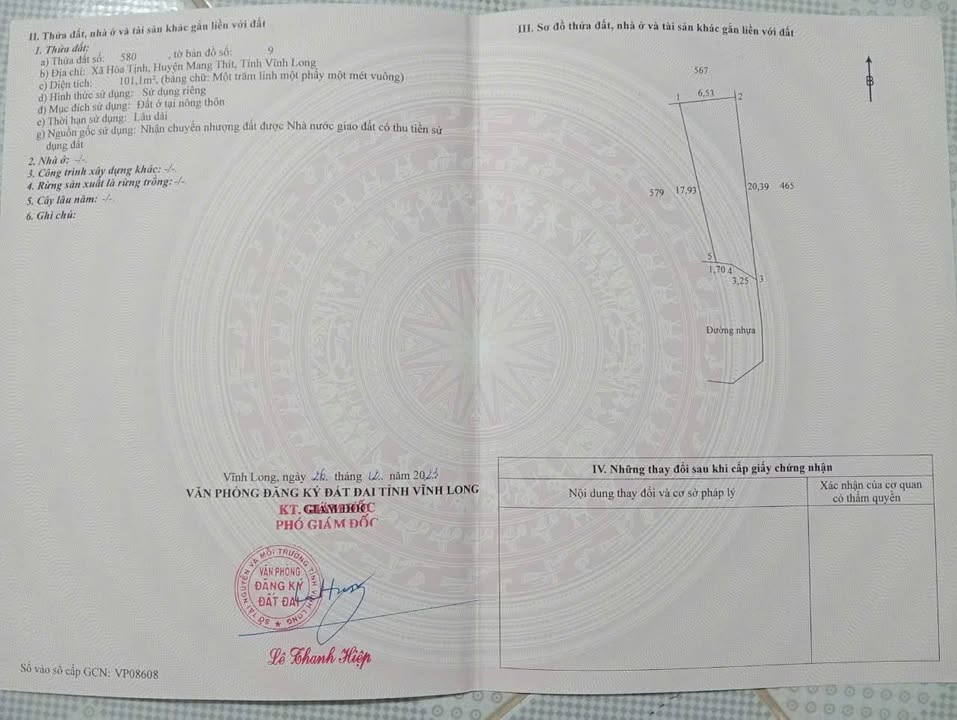 II. Thửa đất, nhà ở và tài sản khác gắn liền với đất
1. Thửa đất:
a) Thửa đất số: 580 , tờ bản đồ số: 9
b) Địa chỉ: Xã Hòa Tịnh, Huyện Mang Thít, Tỉnh Vĩnh Long
c) Diện tích: 101,1m², (bằng chữ: Một trăm linh một phẩy một mét vuông)
d) Hình thức sử dụng: Sử dụng riêng
đ) Mục đích sử dụng: Đất ở tại nông thôn
e) Thời hạn sử dụng: Lâu dài
g) Nguồn gốc sử dụng: Nhận chuyển nhượng đất được Nhà nước giao đất có thu tiền sử
dụng đất
2. Nhà ở: -/-.
3. Công trình xây dựng khác: -/-.
4. Rừng sản xuất là rừng trồng: -/-.
5. Cây lâu năm: -/-.
6. Ghi chú:
Vĩnh Long, ngày 26 tháng 12 năm 2023
VĂN PHÒNG ĐĂNG KÝ ĐẤT ĐAI TỈNH VĨNH LONG
KT. GIÁM ĐỐC
PHÓ GIÁM ĐỐC
SỞ TÀI NGUYÊN VÀ MÔI TRƯỜNG TỈNH VĨNH LONG
VĂN PHÒNG
ĐĂNG KÝ
ĐẤT ĐAI
Lê Thanh Hiệp
Số vào sổ cấp GCN: VP08608
III. Sơ đồ thửa đất, nhà ở và tài sản khác gắn liền với đất
B
567
1 6,53 2
579 17,93 20,39 465
5
1,70 4
3,25 3
Đường nhựa
IV. Những thay đổi sau khi cấp giấy chứng nhận
Nội dung thay đổi và cơ sở pháp lý
Xác nhận của cơ quan
có thẩm quyền